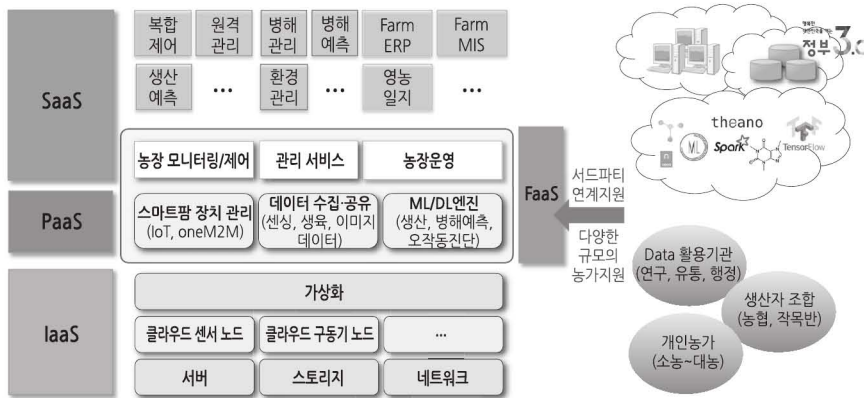 복합
제어
원격
관리
병해
관리
병해
예측
Farm
ERP
Farm
MIS
생산
예측
...
환경
관리
...
영농
일지
...
SaaS
농장 모니터링/제어
관리 서비스
농장운영
PaaS
스마트팜 장치 관리
(IoT, oneM2M)
데이터 수집·공유
(센싱, 생육, 이미지
데이터)
ML/DL엔진
(생산, 병해예측,
오작동진단)
FaaS
IaaS
가상화
클라우드 센서 노드
클라우드 구동기 노드
...
서버
스토리지
네트워크
정부 3.0
theano
ML
Spark
TensorFlow
서드파티
연계지원
다양한
규모의
농가지원
Data 활용기관
(연구, 유통, 행정)
생산자 조합
(농협, 작목반)
개인농가
(소농~대농)